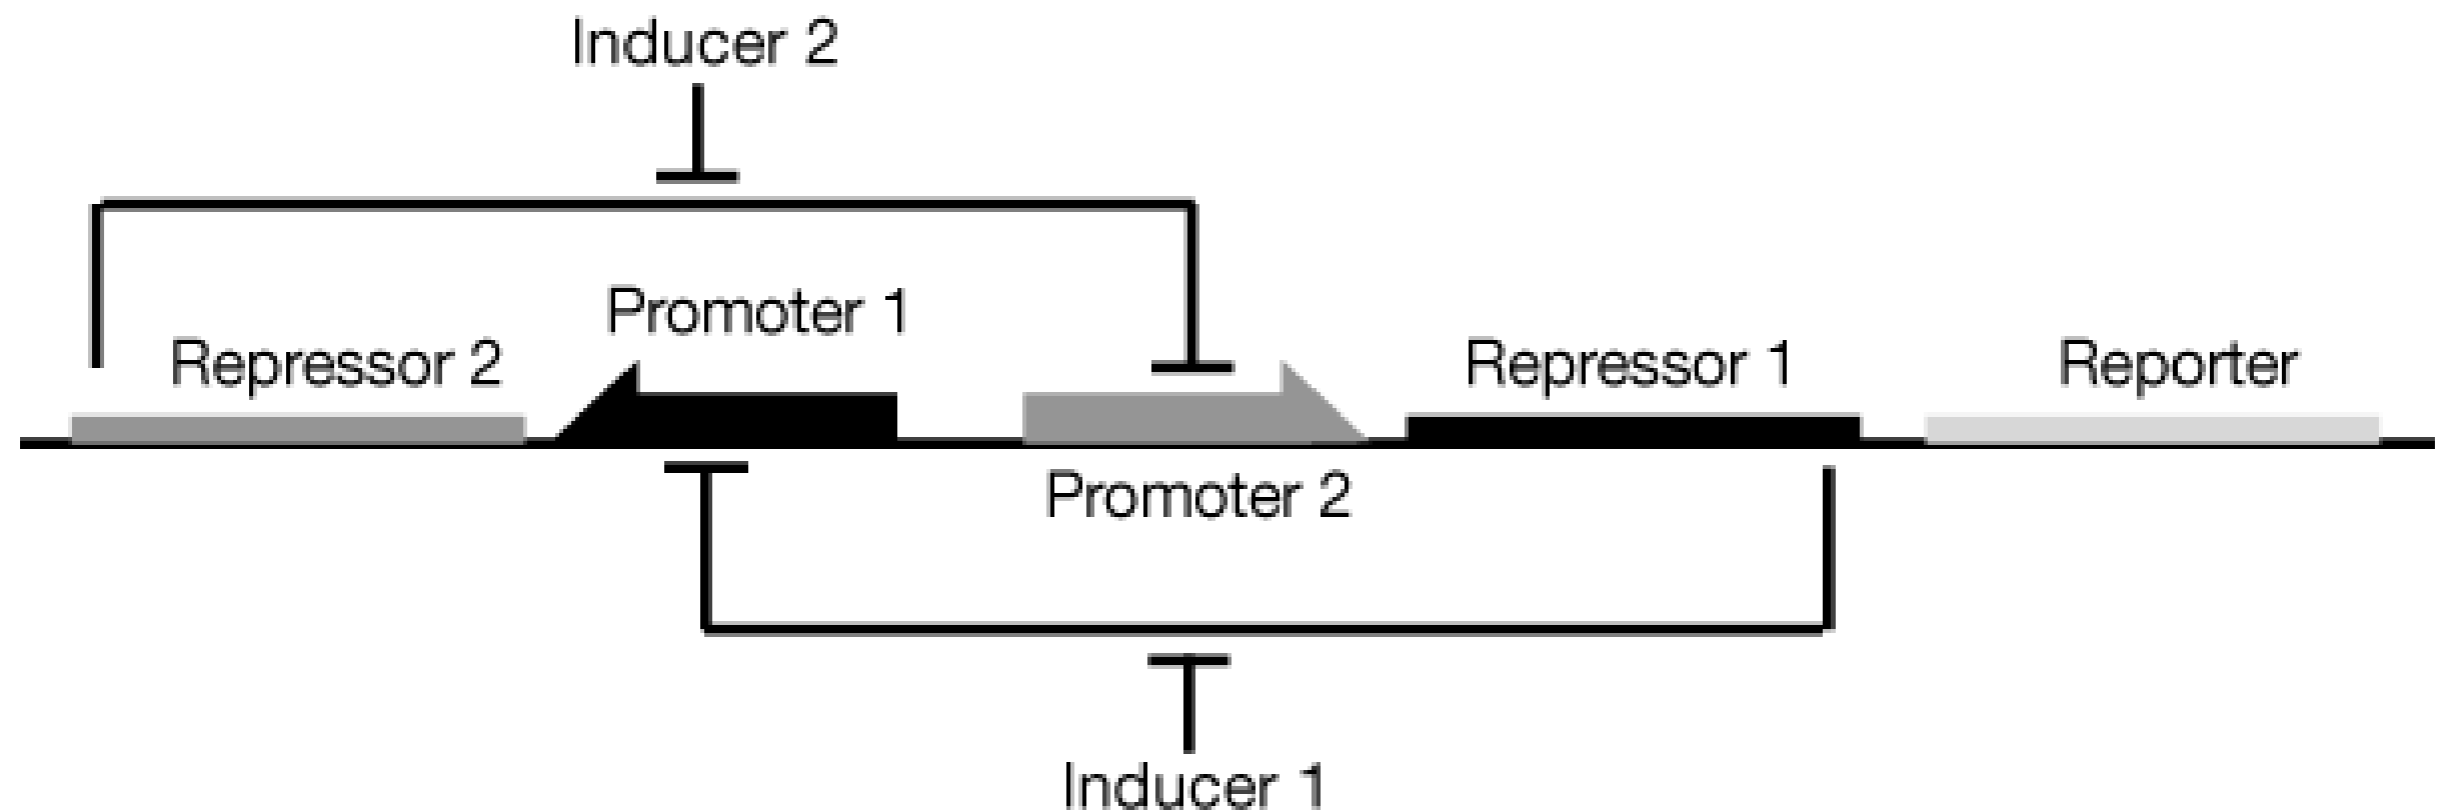 Inducer 2
Promoter 1
Repressor 2
Repressor 1
Reporter
Promoter 2
Inducer 1